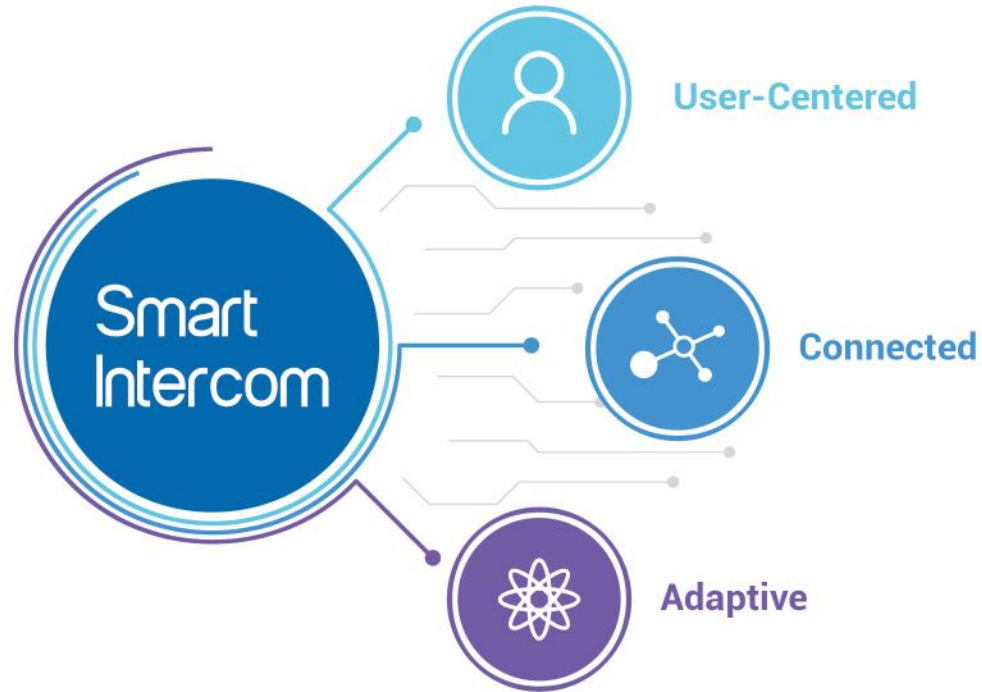 User-Centered
Smart
Intercom
Connected
Adaptive